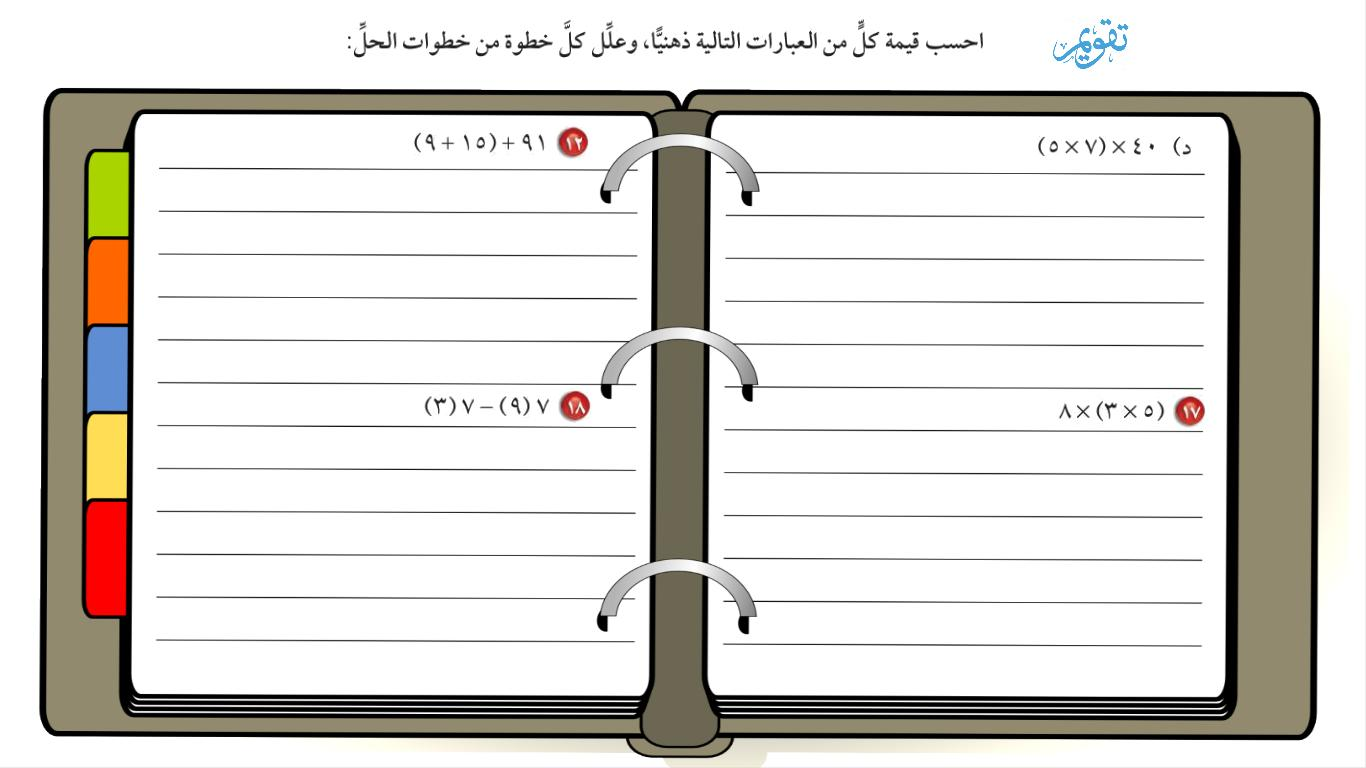 تقويم
احسب قيمة كلٍّ من العبارات التالية ذهنيًّا، وعلِّل كلَّ خطوة من خطوات الحلِّ:
د) ٤٠ × (٧ × ٥)
١٧ (٥ × ٣) × ٨
١٢ ٩١ + (١٥ + ٩)
١٨ ٧ (٩) – ٧ (٣)